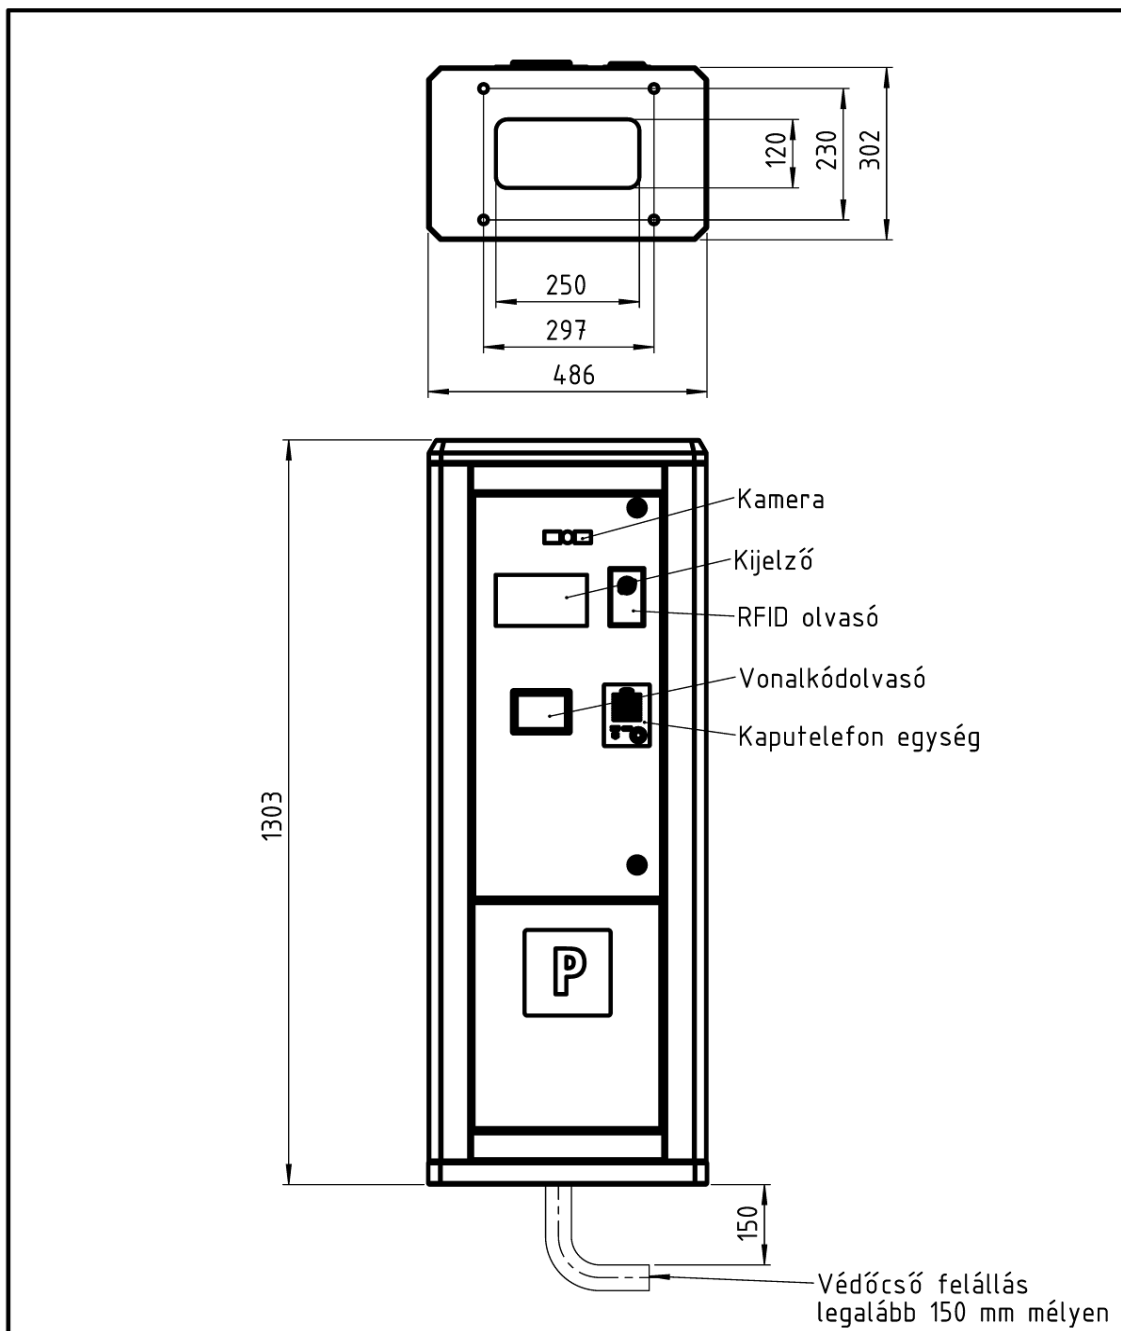 120
230
302
250
297
486
Kamera
Kijelző
RFID olvasó
Vonalkódolvasó
Kaputelefon egység
1303
P
150
Védőcső felállás
legalább 150 mm mélyen